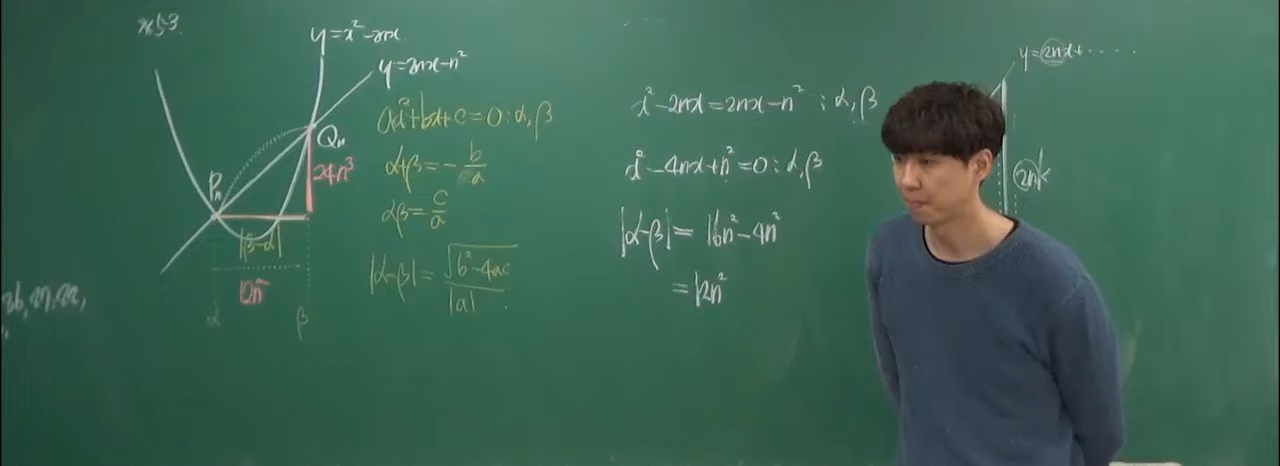 y=x²-2nx
y=2nx-n²
ax²+bx+c=0:α,β
α+β=-b/a
αβ=c/a
|α-β|=√(b²-4ac)/|a|
Pₙ
Qₙ
24n³
|β-α|
12n²
α
β
x²-2nx=2nx-n² : α,β
x²-4nx+n²=0 : α,β
|α-β|=16n²-4n²
=12n²
y=2nx+ · · · ·
2nk